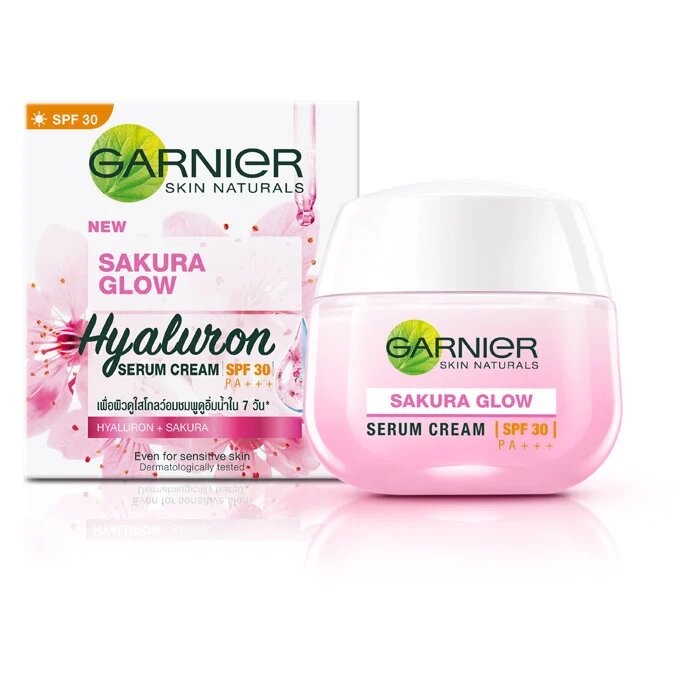 SPF 30
GARNIER
SKIN NATURALS
NEW
SAKURA
GLOW
Hyaluron
SERUM CREAM | SPF 30 |
PA+++
เพื่อผิวดูใสโกลว์อมชมพูดูอิ่มน้ำใน 7 วัน*
HYALURON + SAKURA
Even for sensitive skin
Dermatologically tested
GARNIER
SKIN NATURALS
SAKURA GLOW
SERUM CREAM | SPF 30 |
PA+++